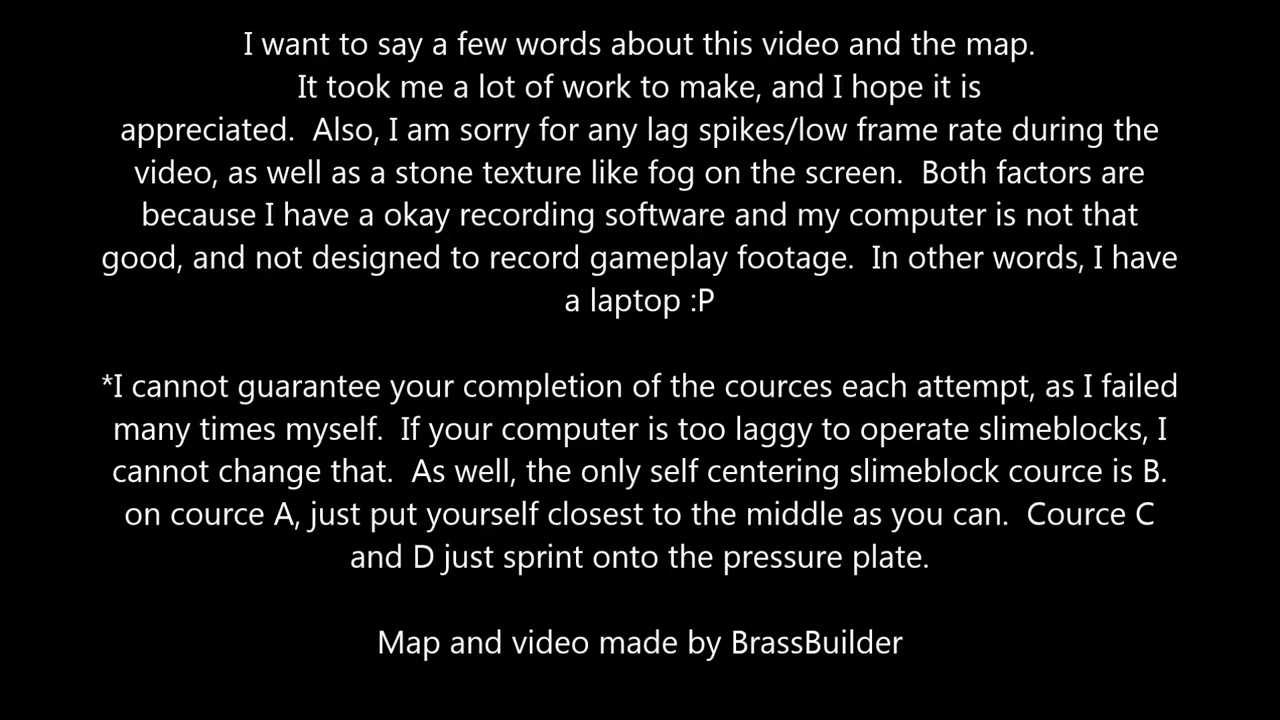 I want to say a few words about this video and the map.
It took me a lot of work to make, and I hope it is
appreciated.  Also, I am sorry for any lag spikes/low frame rate during the
video, as well as a stone texture like fog on the screen.  Both factors are
because I have a okay recording software and my computer is not that
good, and not designed to record gameplay footage.  In other words, I have
a laptop :P
*I cannot guarantee your completion of the cources each attempt, as I failed
many times myself.  If your computer is too laggy to operate slimeblocks, I
cannot change that.  As well, the only self centering slimeblock cource is B.
on cource A, just put yourself closest to the middle as you can.  Cource C
and D just sprint onto the pressure plate.
Map and video made by BrassBuilder